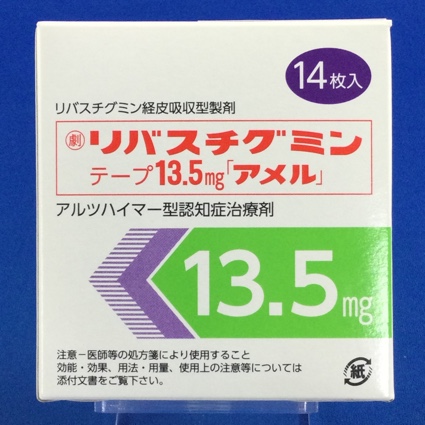 14枚入
リバスチグミン経皮吸収型製剤
劇 リバスチグミン
テープ13.5mg「アメル」
アルツハイマー型認知症治療剤
13.5mg
注意−医師等の処方箋により使用すること
効能・効果、用法・用量、使用上の注意等については
添付文書をご覧下さい。
紙